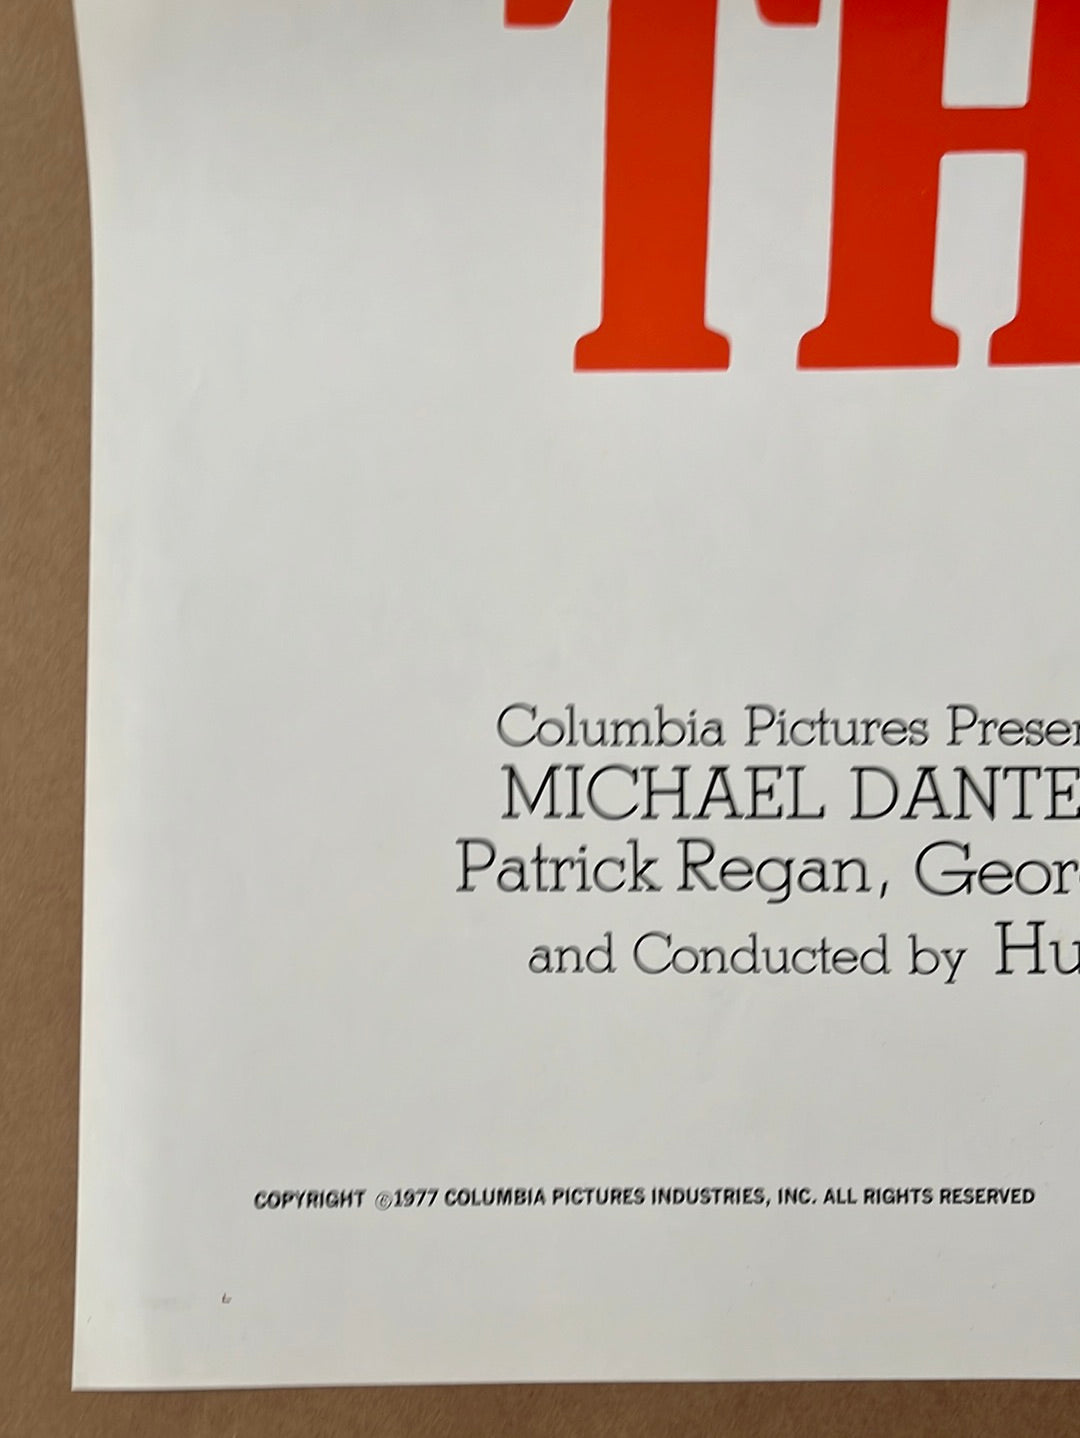 TH
Columbia Pictures Presen
MICHAEL DANTE
Patrick Regan, Geor
and Conducted by Hu
COPYRIGHT ©1977 COLUMBIA PICTURES INDUSTRIES, INC. ALL RIGHTS RESERVED